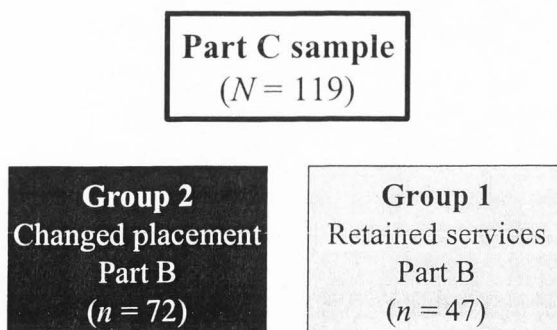 Part C sample
(N = 119)
Group 2
Changed placement
Part B
(n = 72)
Group 1
Retained services
Part B
(n = 47)